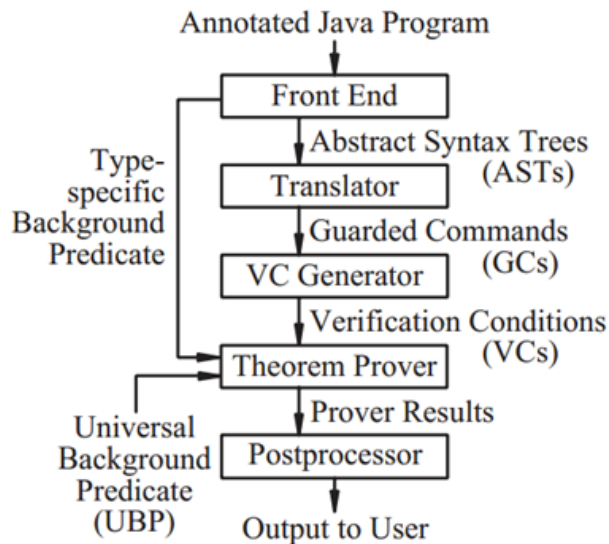 Annotated Java Program
Front End
Abstract Syntax Trees
(ASTs)
Type-
specific
Background
Predicate
Translator
Guarded Commands
(GCs)
VC Generator
Verification Conditions
(VCs)
Theorem Prover
Prover Results
Universal
Background
Predicate
(UBP)
Postprocessor
Output to User